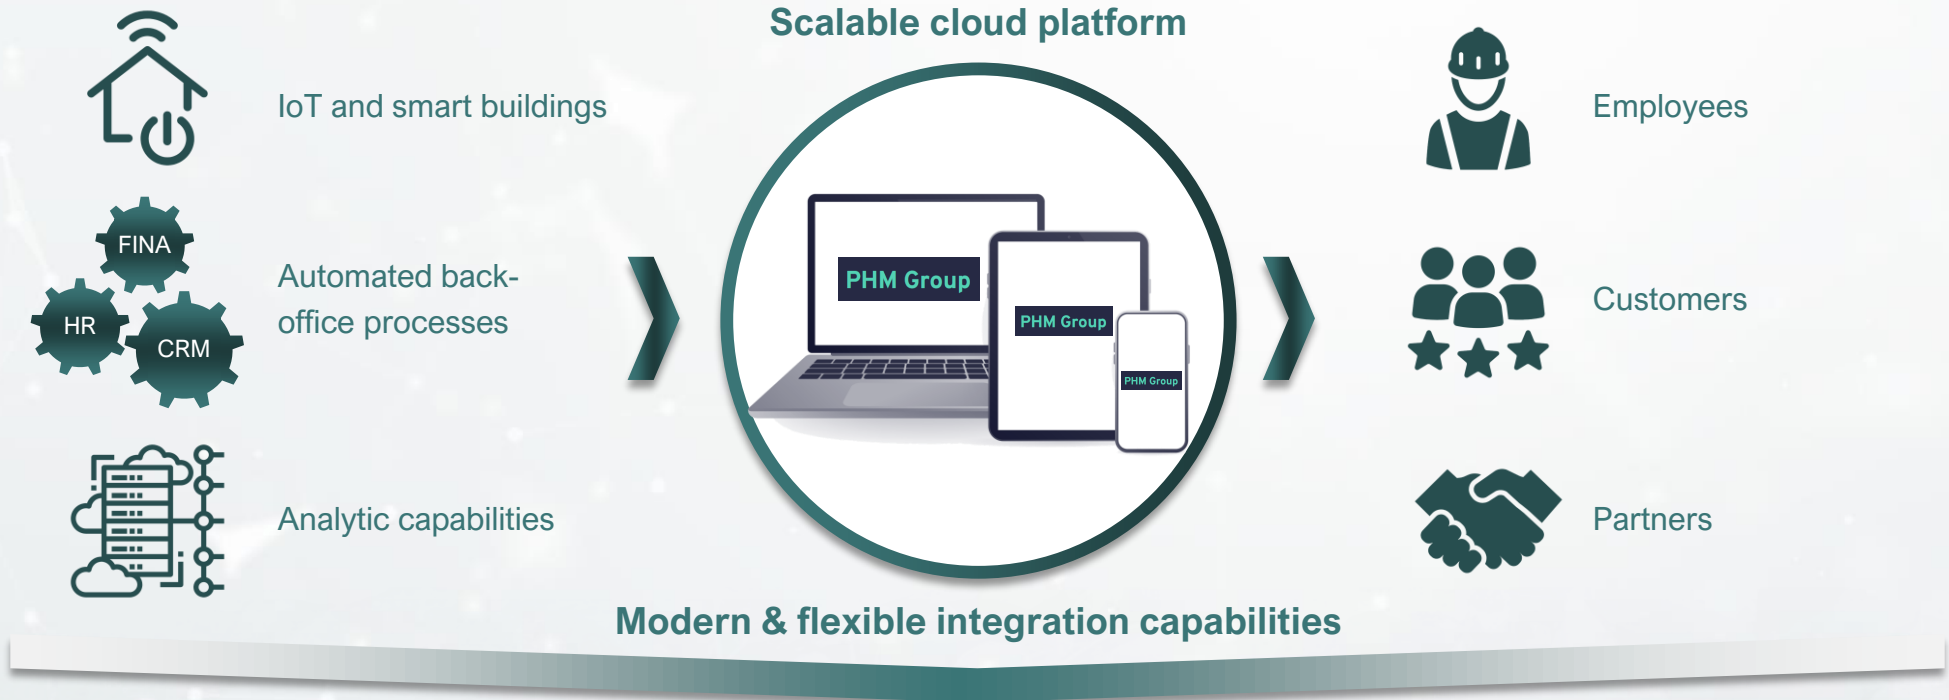 Scalable cloud platform
IoT and smart buildings
FINA
HR
CRM
Automated back-
office processes
Analytic capabilities
PHM Group
PHM Group
PHM Group
Employees
Customers
Partners
Modern & flexible integration capabilities